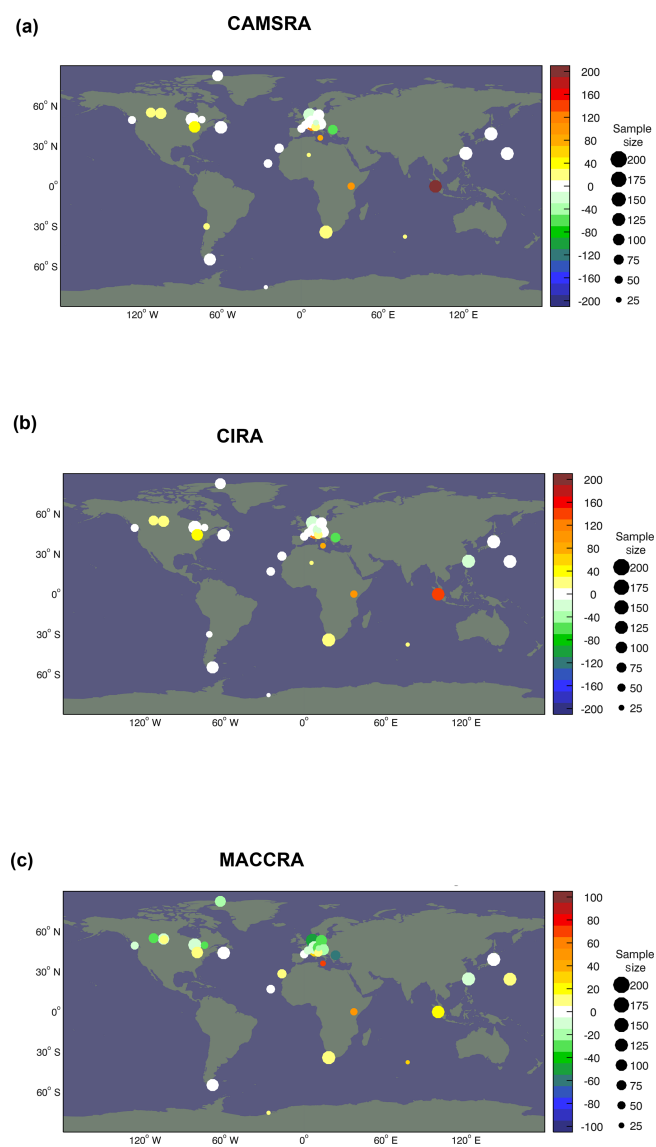 (a)
CAMSRA
60° N
30° N
0°
30° S
60° S
120° W
60° W
0°
60° E
120° E
200
160
120
80
40
0
-40
-80
-120
-160
-200
Sample
size
200
175
150
125
100
75
50
25
(b)
CIRA
60° N
30° N
0°
30° S
60° S
120° W
60° W
0°
60° E
120° E
200
160
120
80
40
0
-40
-80
-120
-160
-200
Sample
size
200
175
150
125
100
75
50
25
(c)
MACCRA
60° N
30° N
0°
30° S
60° S
120° W
60° W
0°
60° E
120° E
100
80
60
40
20
0
-20
-40
-60
-80
-100
Sample
size
200
175
150
125
100
75
50
25